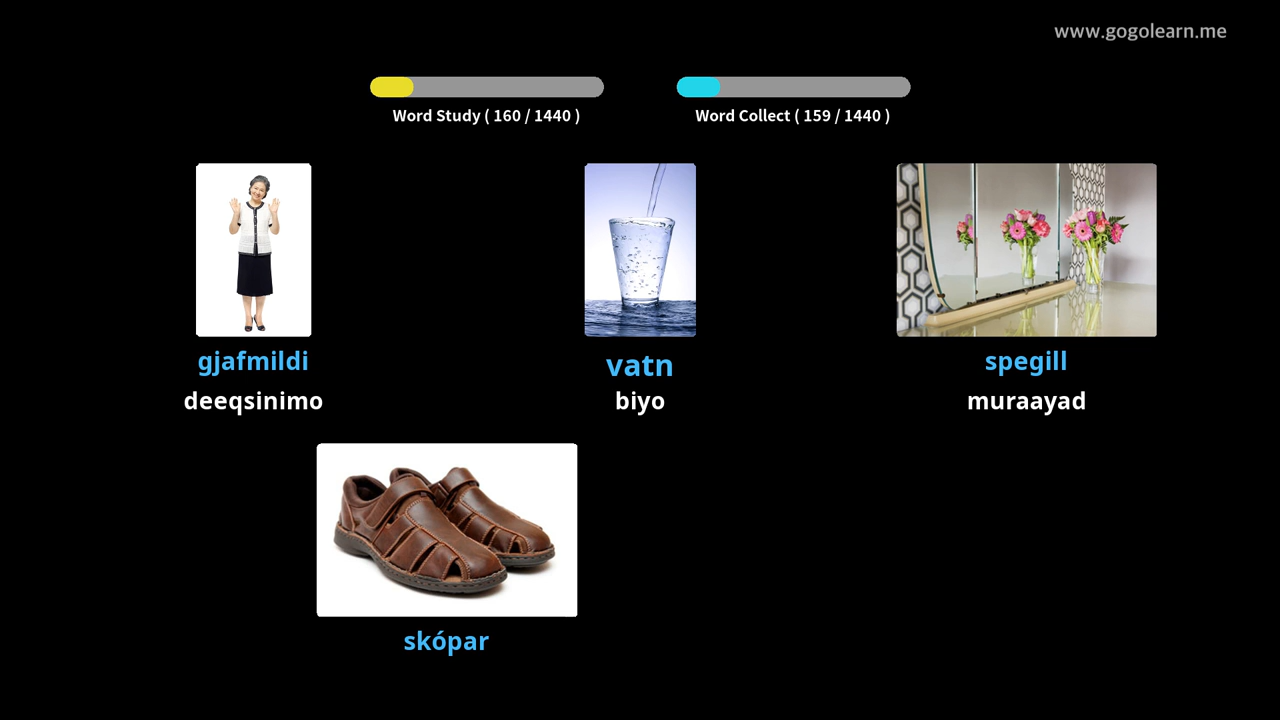 www.gogolearn.me
Word Study ( 160 / 1440 )
Word Collect ( 159 / 1440 )
gjafmildi
deeqsinimo
vatn
biyo
spegill
muraayad
skópar